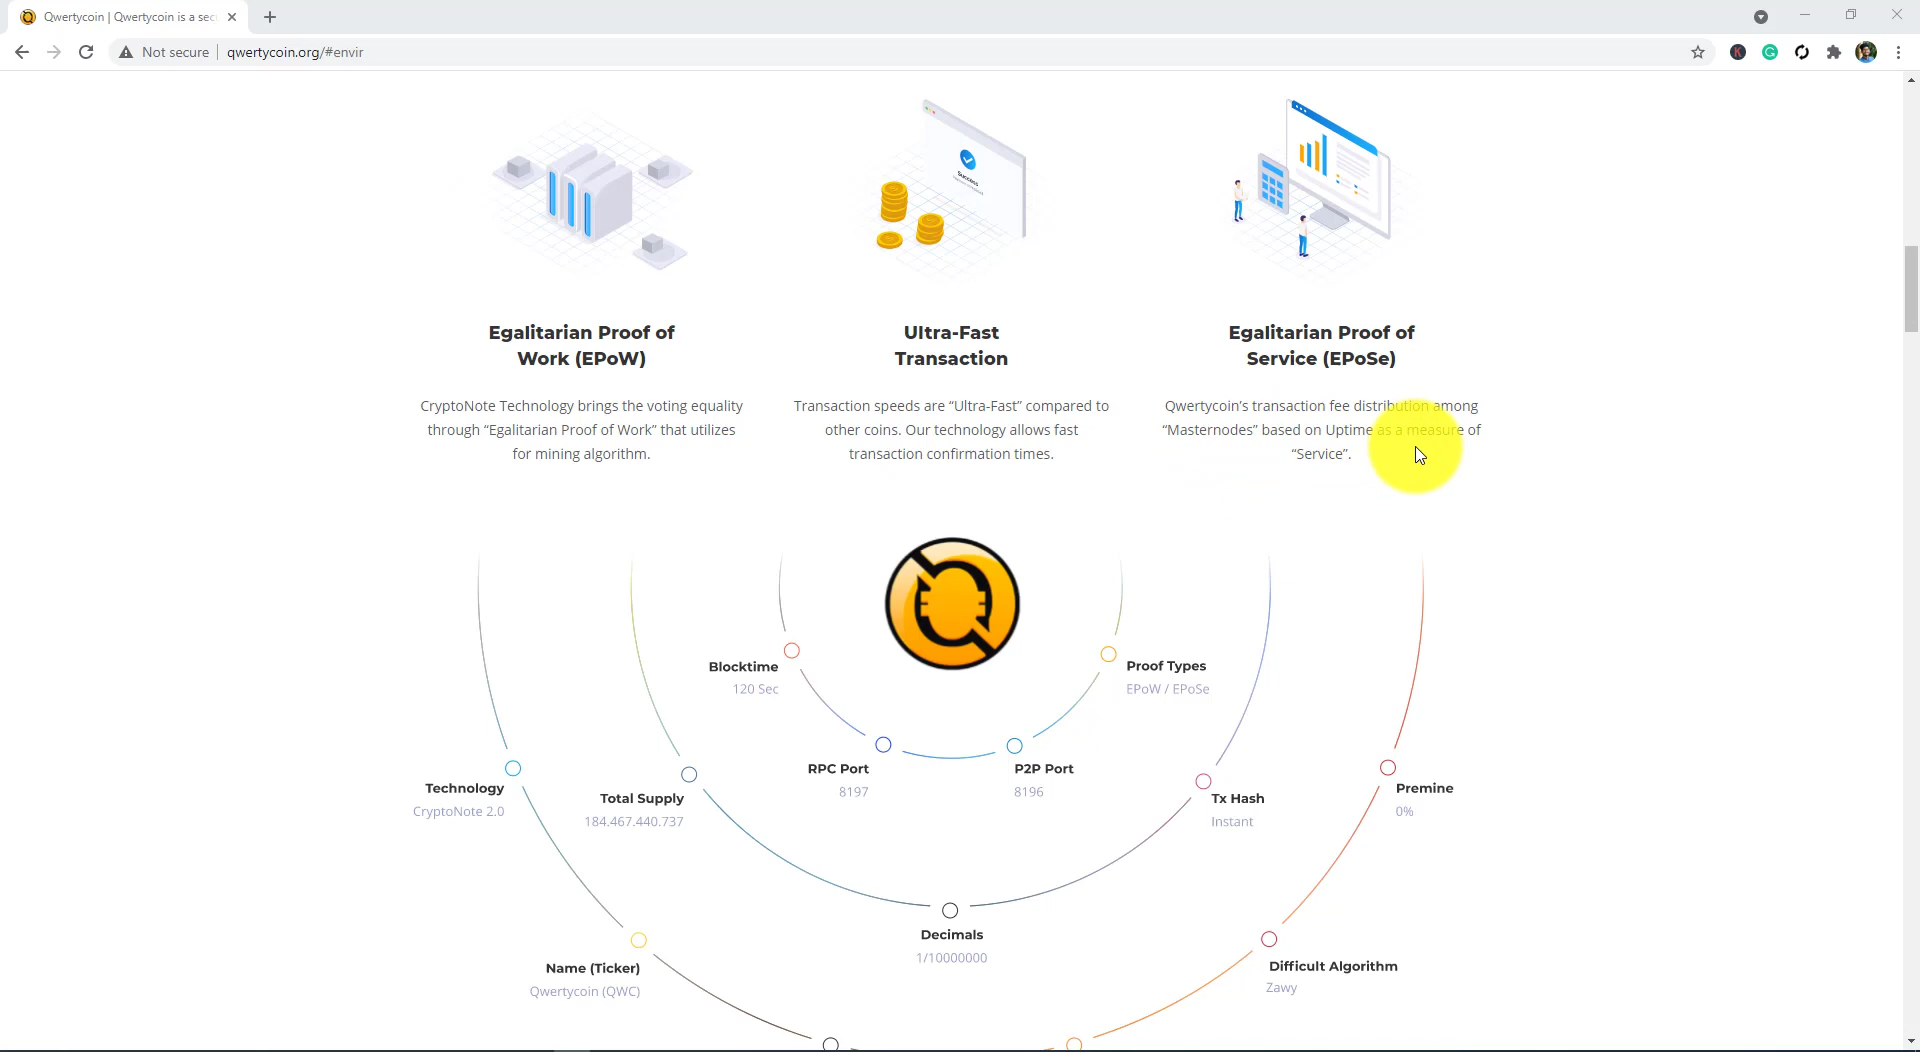 Qwertycoin | Qwertycoin is a sec
Not secure
qwertycoin.org/#envir
Success
Egalitarian Proof of
Work (EPoW)
CryptoNote Technology brings the voting equality
through “Egalitarian Proof of Work” that utilizes
for mining algorithm.
Ultra-Fast
Transaction
Transaction speeds are “Ultra-Fast” compared to
other coins. Our technology allows fast
transaction confirmation times.
Egalitarian Proof of
Service (EPoSe)
Qwertycoin’s transaction fee distribution among
“Masternodes” based on Uptime as a measure of
“Service”.
Blocktime
120 Sec
Proof Types
EPoW / EPoSe
RPC Port
8197
P2P Port
8196
Technology
CryptoNote 2.0
Total Supply
184.467.440.737
Tx Hash
Instant
Premine
0%
Decimals
1/10000000
Name (Ticker)
Qwertycoin (QWC)
Difficult Algorithm
Zawy